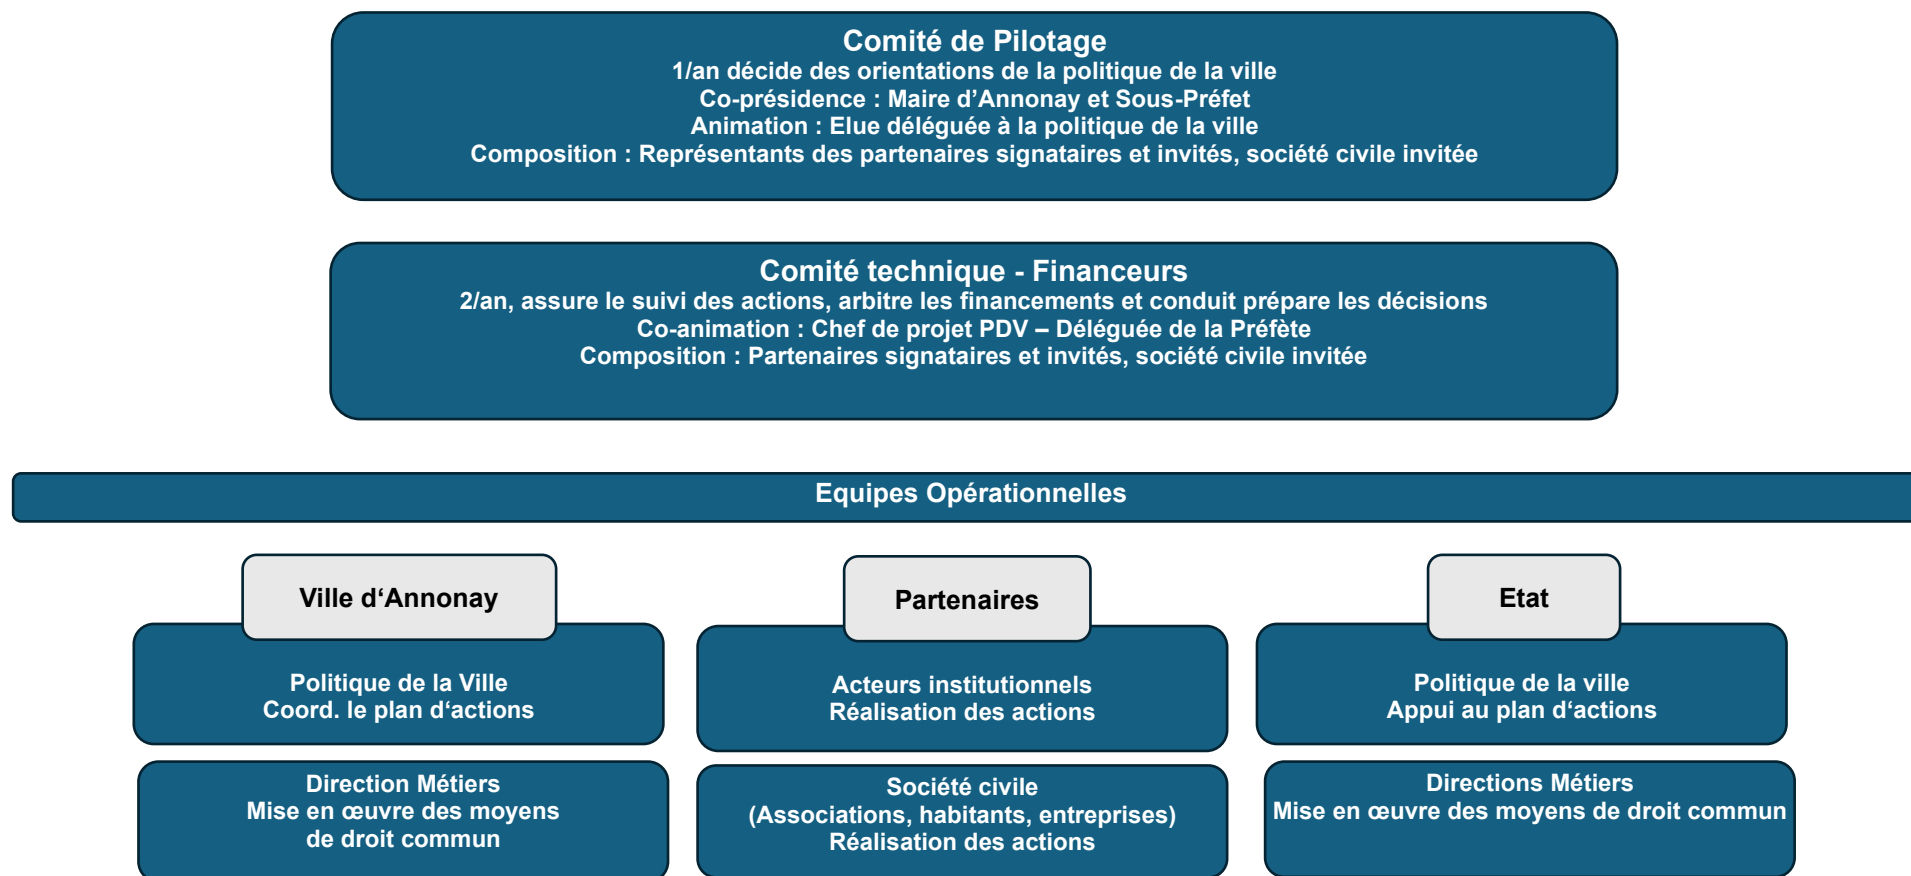 Comité de Pilotage
1/an décide des orientations de la politique de la ville
Co-présidence : Maire d’Annonay et Sous-Préfet
Animation : Elue déléguée à la politique de la ville
Composition : Représentants des partenaires signataires et invités, société civile invitée
Comité technique - Financeurs
2/an, assure le suivi des actions, arbitre les financements et conduit prépare les décisions
Co-animation : Chef de projet PDV – Déléguée de la Préfète
Composition : Partenaires signataires et invités, société civile invitée
Equipes Opérationnelles
Ville d‘Annonay
Politique de la Ville
Coord. le plan d‘actions
Direction Métiers
Mise en œuvre des moyens
de droit commun
Partenaires
Acteurs institutionnels
Réalisation des actions
Société civile
(Associations, habitants, entreprises)
Réalisation des actions
Etat
Politique de la ville
Appui au plan d‘actions
Directions Métiers
Mise en œuvre des moyens de droit commun